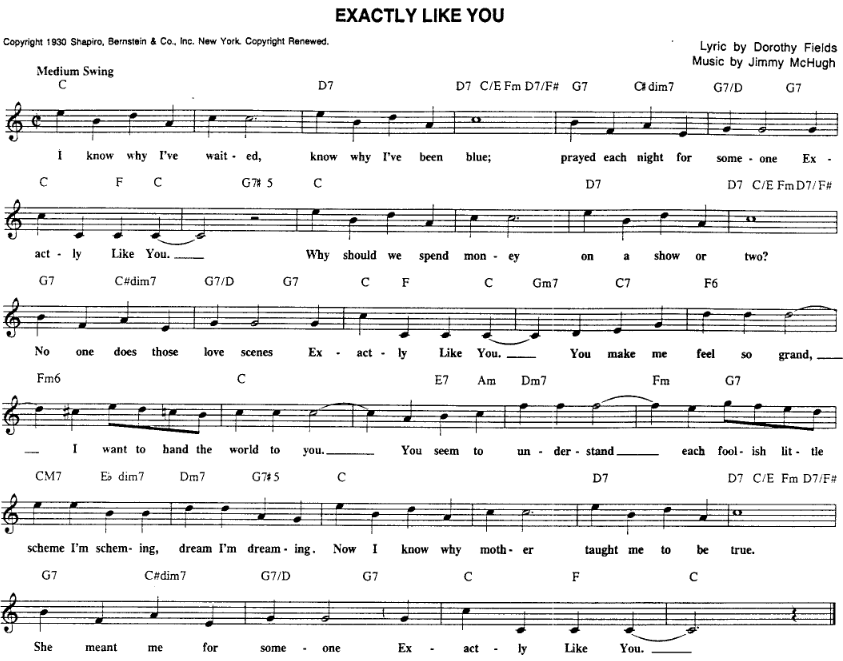 EXACTLY LIKE YOU
Copyright 1930 Shapiro, Bernstein & Co., Inc. New York. Copyright Renewed.
Lyric by Dorothy Fields
Music by Jimmy McHugh
Medium Swing
C D7 D7 C/E Fm D7/F# G7 C# dim7 G7/D G7
I know why I've wait - ed, know why I've been blue; prayed each night for some - one Ex -
C F C G7# 5 C D7 D7 C/E Fm D7/F#
act - ly Like You. Why should we spend mon - ey on a show or two?
G7 C#dim7 G7/D G7 C F C Gm7 C7 F6
No one does those love scenes Ex - act - ly Like You. You make me feel so grand,
Fm6 C E7 Am Dm7 Fm G7
I want to hand the world to you. You seem to un - der - stand each fool - ish lit - tle
CM7 E♭ dim7 Dm7 G7# 5 C D7 D7 C/E Fm D7/F#
scheme I'm schem - ing, dream I'm dream - ing. Now I know why moth - er taught me to be true.
G7 C#dim7 G7/D G7 C F C
She meant me for some - one Ex - act - ly Like You.